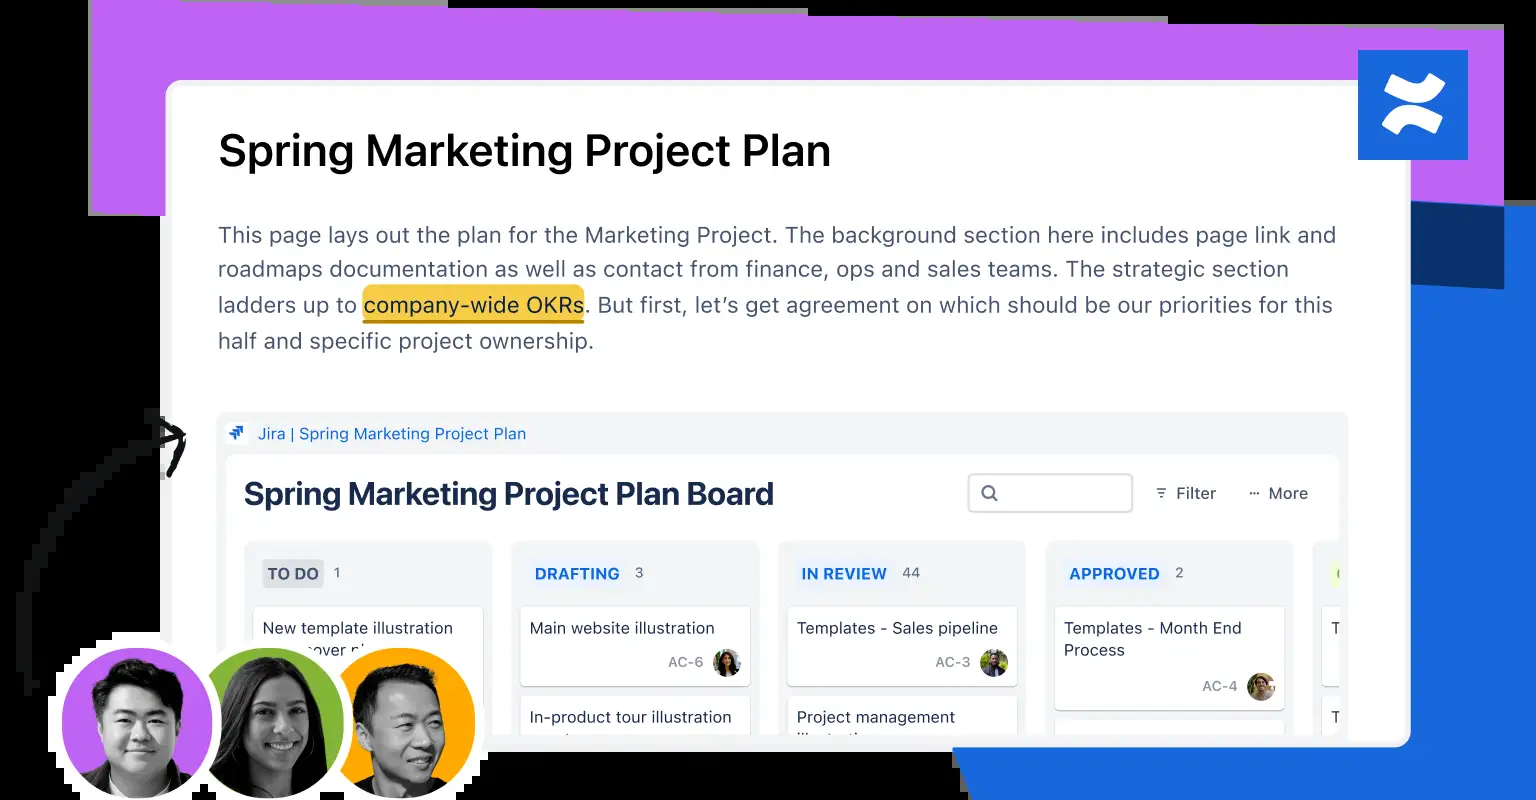 Spring Marketing Project Plan
This page lays out the plan for the Marketing Project. The background section here includes page link and
roadmaps documentation as well as contact from finance, ops and sales teams. The strategic section
ladders up to company-wide OKRs. But first, let’s get agreement on which should be our priorities for this
half and specific project ownership.
Jira | Spring Marketing Project Plan
Spring Marketing Project Plan Board
Filter
··· More
TO DO 1
New template illustration
DRAFTING 3
Main website illustration
AC-6
In-product tour illustration
IN REVIEW 44
Templates - Sales pipeline
AC-3
Project management
APPROVED 2
Templates - Month End
Process
AC-4
T
T